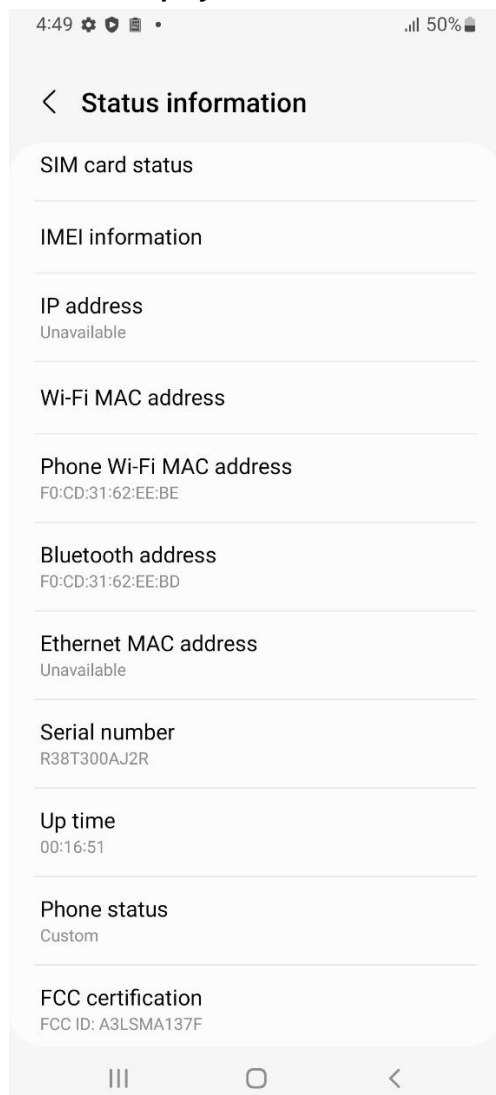 4:49 50%
Status information
SIM card status
IMEI information
IP address
Unavailable
Wi-Fi MAC address
Phone Wi-Fi MAC address
F0:CD:31:62:EE:BE
Bluetooth address
F0:CD:31:62:EE:BD
Ethernet MAC address
Unavailable
Serial number
R38T300AJ2R
Up time
00:16:51
Phone status
Custom
FCC certification
FCC ID: A3LSMA137F